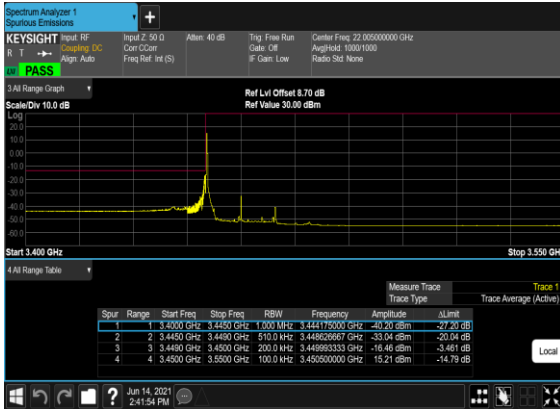 Spectrum Analyzer 1
Spurious Emissions
+
KEYSIGHT Input: RF Input Z: 50 Ω Atten: 40 dB Trig: Free Run Center Freq: 22.005000000 GHz
R T Coupling: DC Corr CCorr Gate: Off Avg|Hold: 1000/1000
Align: Auto Freq Ref: Int (S) IF Gain: Low Radio Std: None
PASS
3 All Range Graph
Ref Lvl Offset 8.70 dB
Scale/Div 10.0 dB Ref Value 30.00 dBm
Log
20.0
10.0
0.00
-10.0
-20.0
-30.0
-40.0
-50.0
-60.0
Start 3.400 GHz Stop 3.550 GH
4 All Range Table
Measure Trace Trace 1
Trace Type Trace Average (Active)
Spur Range Start Freq Stop Freq RBW Frequency Amplitude ΔLimit
1 1 3.4000 GHz 3.4450 GHz 1.000 MHz 3.444175000 GHz -40.20 dBm -27.20 dB
2 2 3.4450 GHz 3.4490 GHz 510.0 kHz 3.448626667 GHz -33.04 dBm -20.04 dB
3 3 3.4490 GHz 3.4500 GHz 200.0 kHz 3.449993333 GHz -16.46 dBm -3.461 dB
4 4 3.4500 GHz 3.5500 GHz 100.0 kHz 3.450500000 GHz 15.21 dBm -14.79 dB
Local
?
Jun 14, 2021
2:41:54 PM